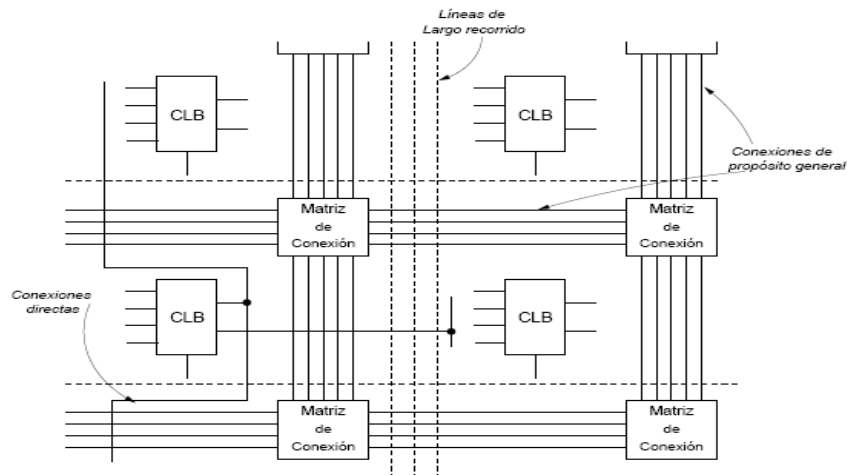 Líneas de
Largo recorrido
CLB
CLB
Conexiones de
propósito general
Matriz
de
Conexión
Matriz
de
Conexión
Conexiones
directas
CLB
CLB
Matriz
de
Conexión
Matriz
de
Conexión